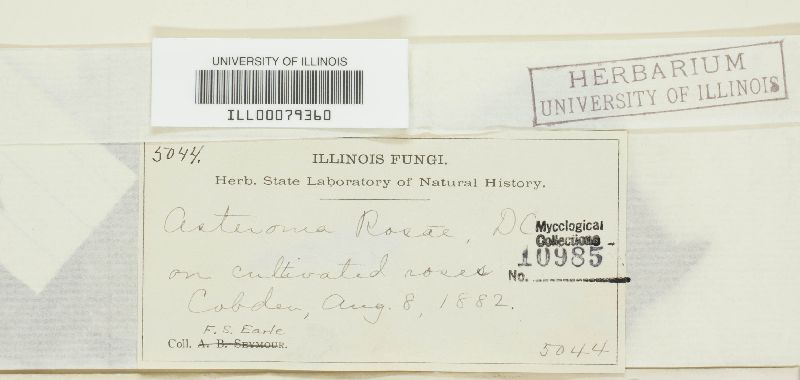 UNIVERSITY OF ILLINOIS
ILL00079360
HERBARIUM
UNIVERSITY OF ILLINOIS
5044.
ILLINOIS FUNGI.
Herb. State Laboratory of Natural History.
Asteroma Rosae, DC
Mycological
Collections
10985-
No.
on cultivated roses
Cobden, Aug. 8, 1882.
F. S. Earle
Coll. A. B. Seymour.
5044